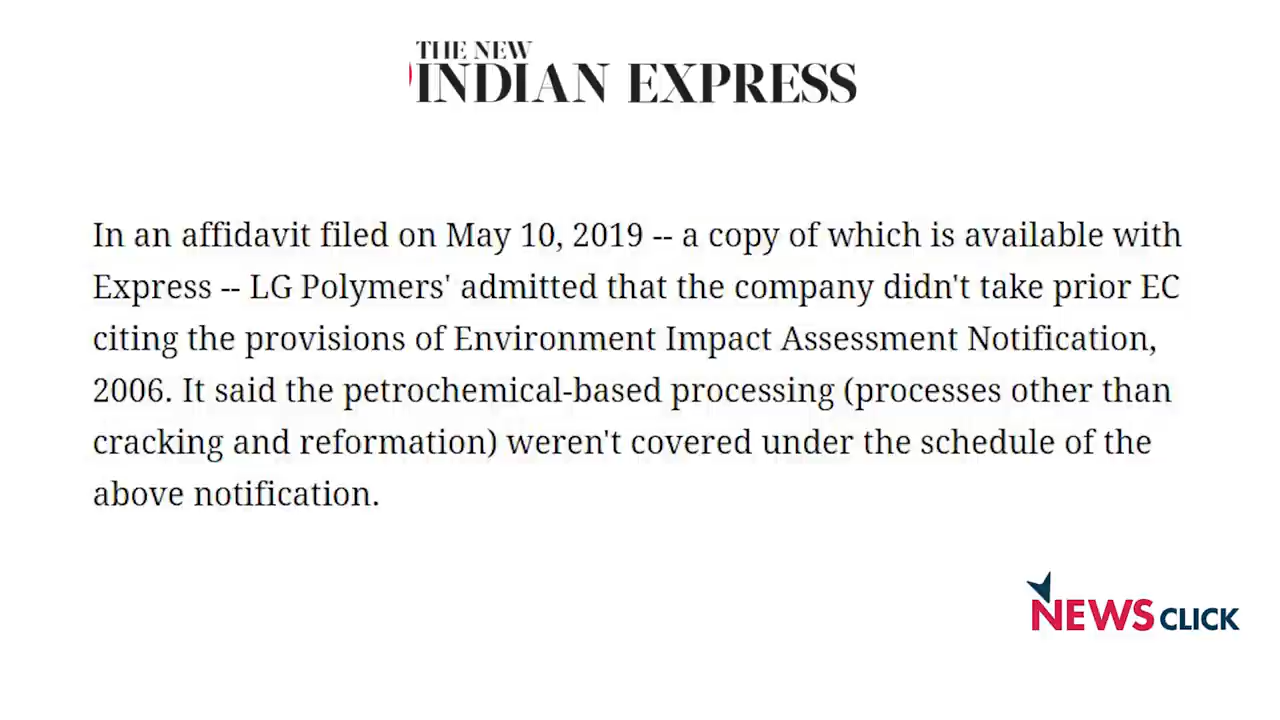 THE NEW
INDIAN EXPRESS
In an affidavit filed on May 10, 2019 -- a copy of which is available with
Express -- LG Polymers' admitted that the company didn't take prior EC
citing the provisions of Environment Impact Assessment Notification,
2006. It said the petrochemical-based processing (processes other than
cracking and reformation) weren't covered under the schedule of the
above notification.
NEWSCLICK